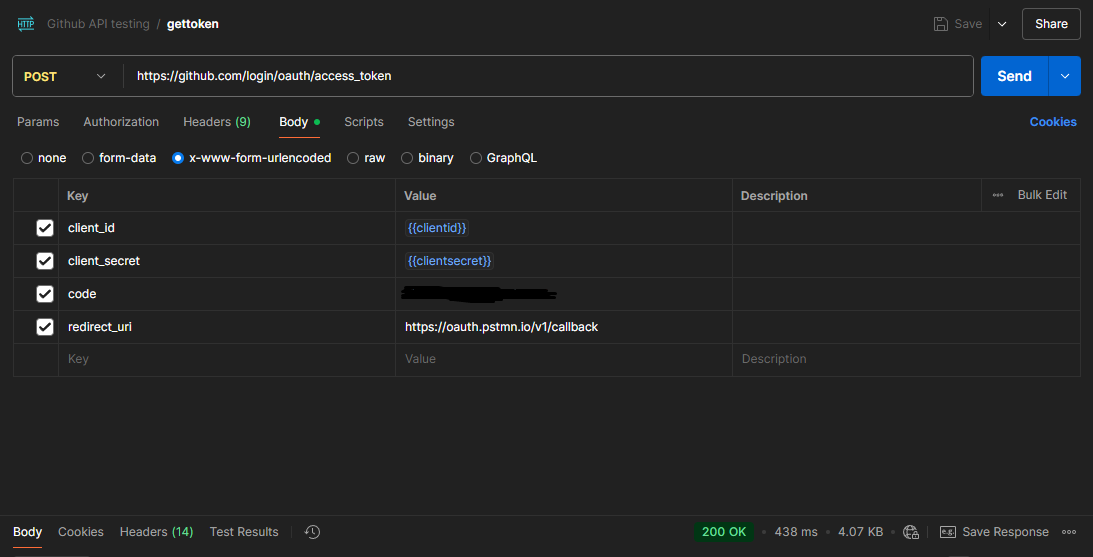 HTTP Github API testing / gettoken Save Share
POST https://github.com/login/oauth/access_token Send
Params Authorization Headers (9) Body Scripts Settings Cookies
none form-data x-www-form-urlencoded raw binary GraphQL
Key Value Description Bulk Edit
client_id {{clientid}}
client_secret {{clientsecret}}
code
redirect_uri https://oauth.pstmn.io/v1/callback
Key Value Description
Body Cookies Headers (14) Test Results 200 OK 438 ms 4.07 KB e.g. Save Response